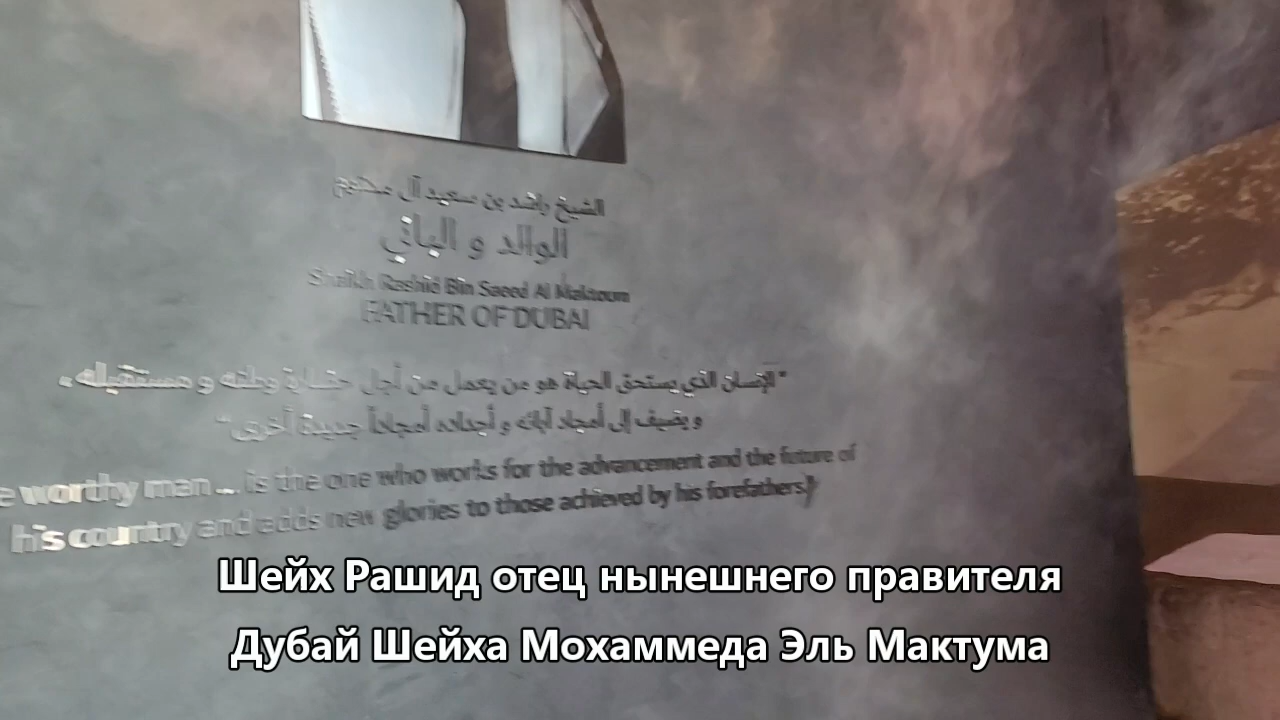 الشيخ راشد بن سعيد آل مكتوم
الوالد و الباني
Shaikh Rashid Bin Saeed Al Maktoum
FATHER OF DUBAI
"الإنسان الذي يستحق الحياة هو من يعمل من أجل حضارة وطنه و مستقبله،
و يضيف إلى أمجاد آبائه و أجداده أمجاداً جديدة أخرى"
worthy man... is the one who works for the advancement and the future of
his country and adds new glories to those achieved by his forefathers)
Шейх Рашид отец нынешнего правителя
Дубай Шейха Мохаммеда Эль Мактума